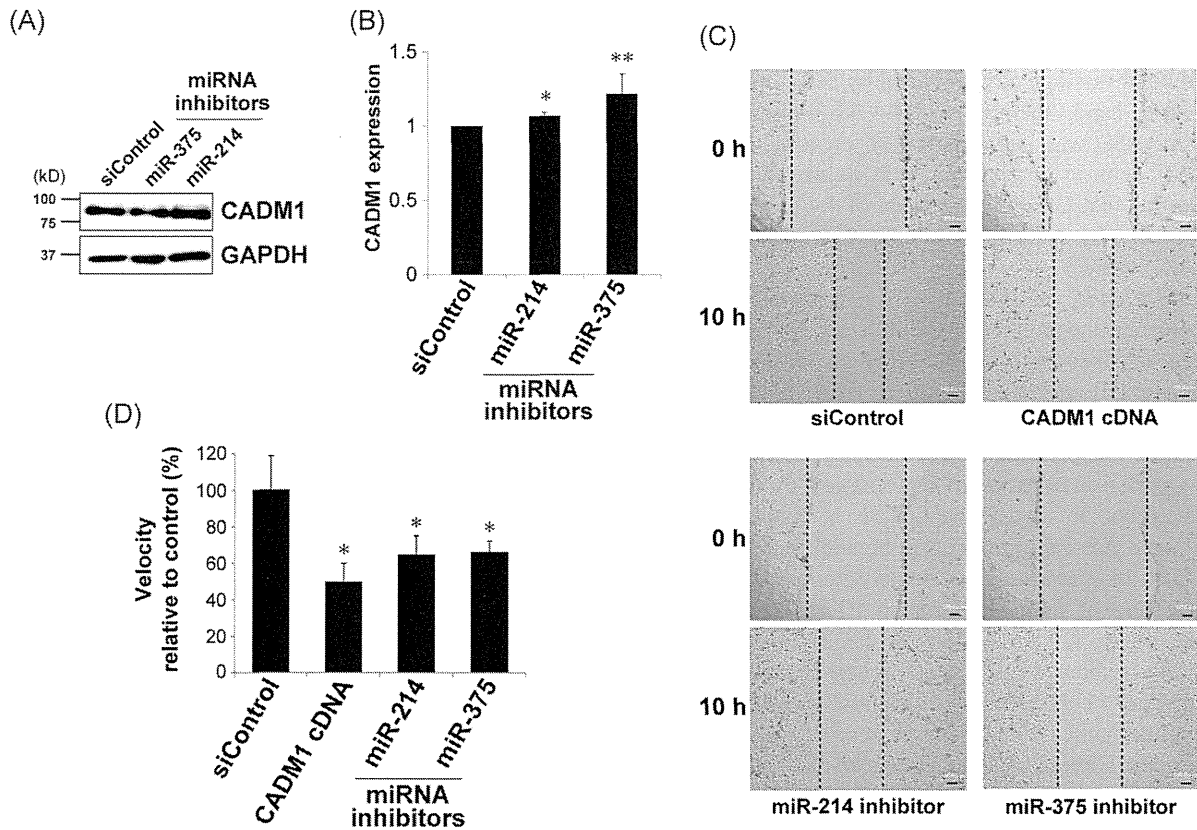 (A)
miRNA
inhibitors
siControl
miR-375
miR-214
(kD)
100
75
CADM1
37
GAPDH
(B)
CADM1 expression
1.5
1
0.5
0
*
**
siControl
miR-214
miR-375
miRNA
inhibitors
(C)
0 h
10 h
siControl
CADM1 cDNA
0 h
10 h
miR-214 inhibitor
miR-375 inhibitor
(D)
Velocity
relative to control (%)
120
100
80
60
40
20
0
*
*
*
siControl
CADM1 cDNA
miR-214
miR-375
miRNA
inhibitors